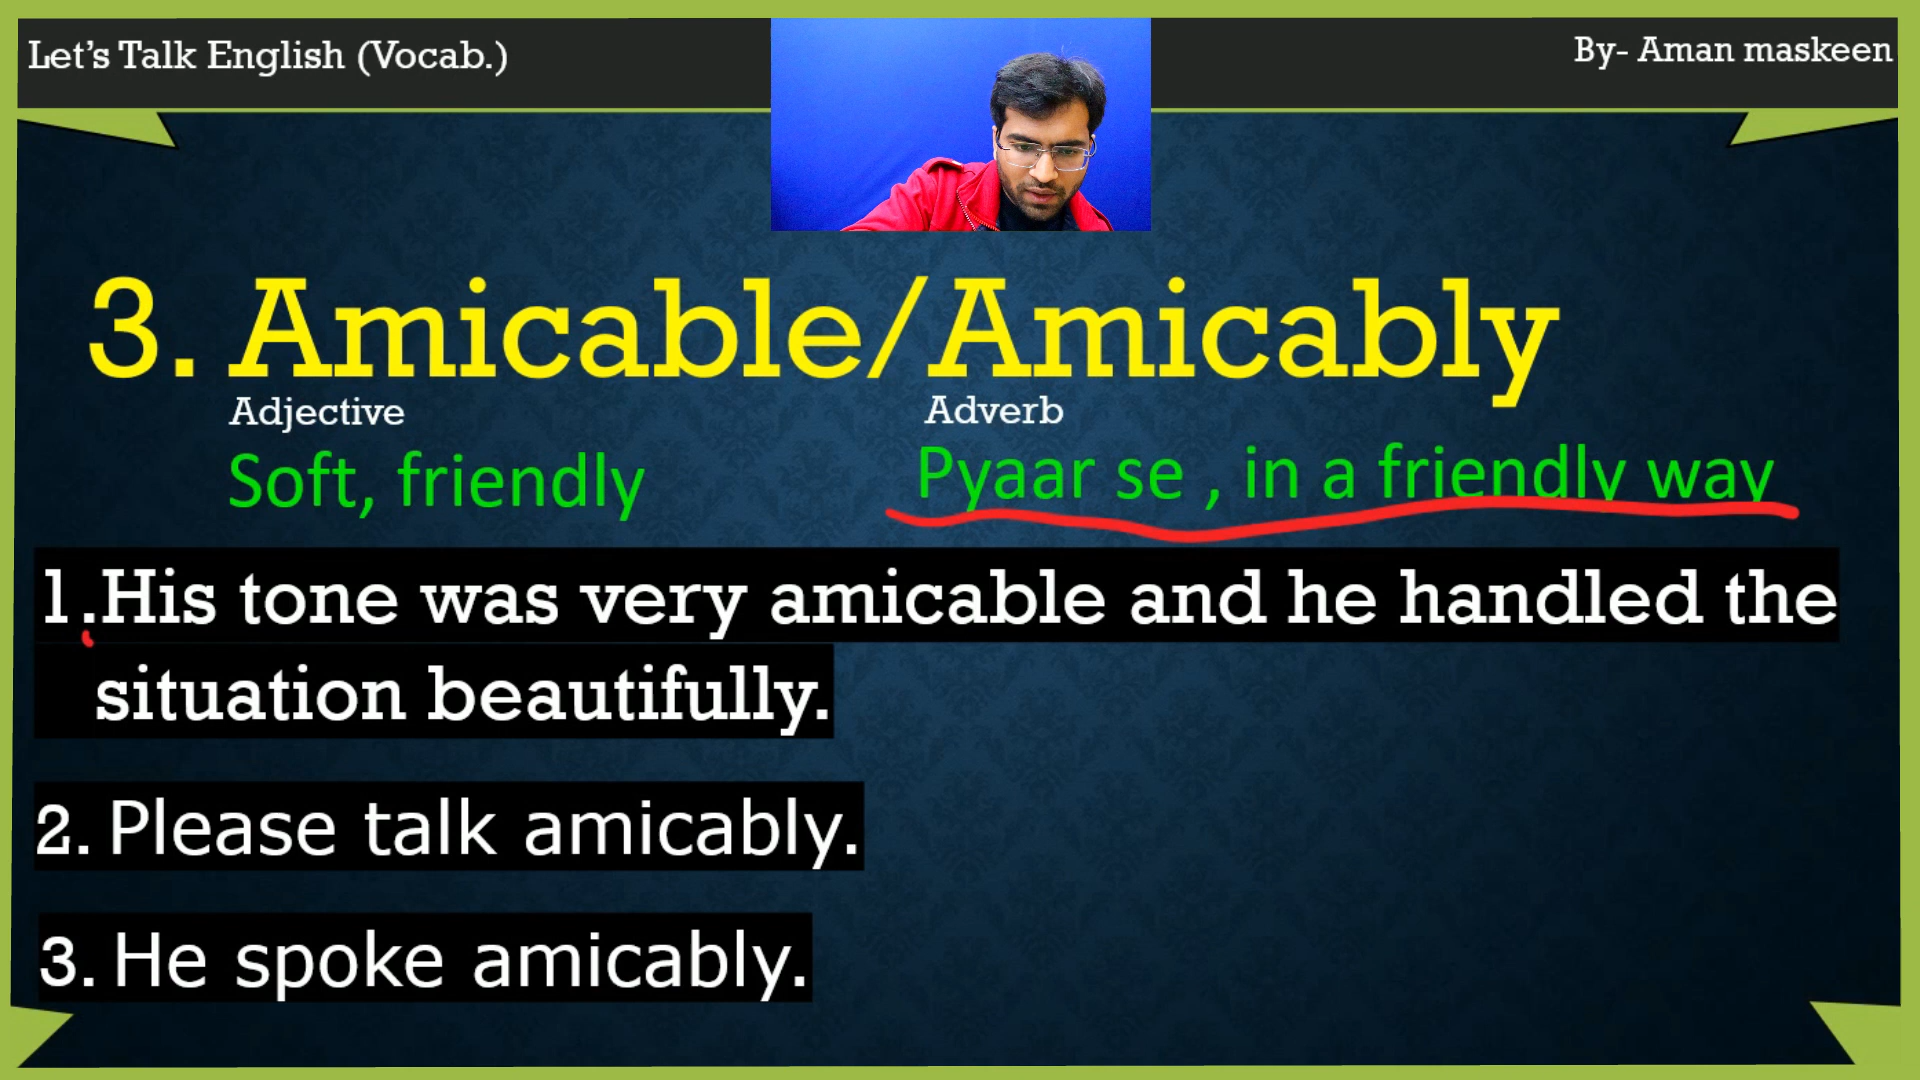 Let's Talk English (Vocab.)
By- Aman maskeen
3. Amicable/Amicably
Adjective
Adverb
Soft, friendly
Pyaar se , in a friendly way
1.His tone was very amicable and he handled the
situation beautifully.
2. Please talk amicably.
3. He spoke amicably.